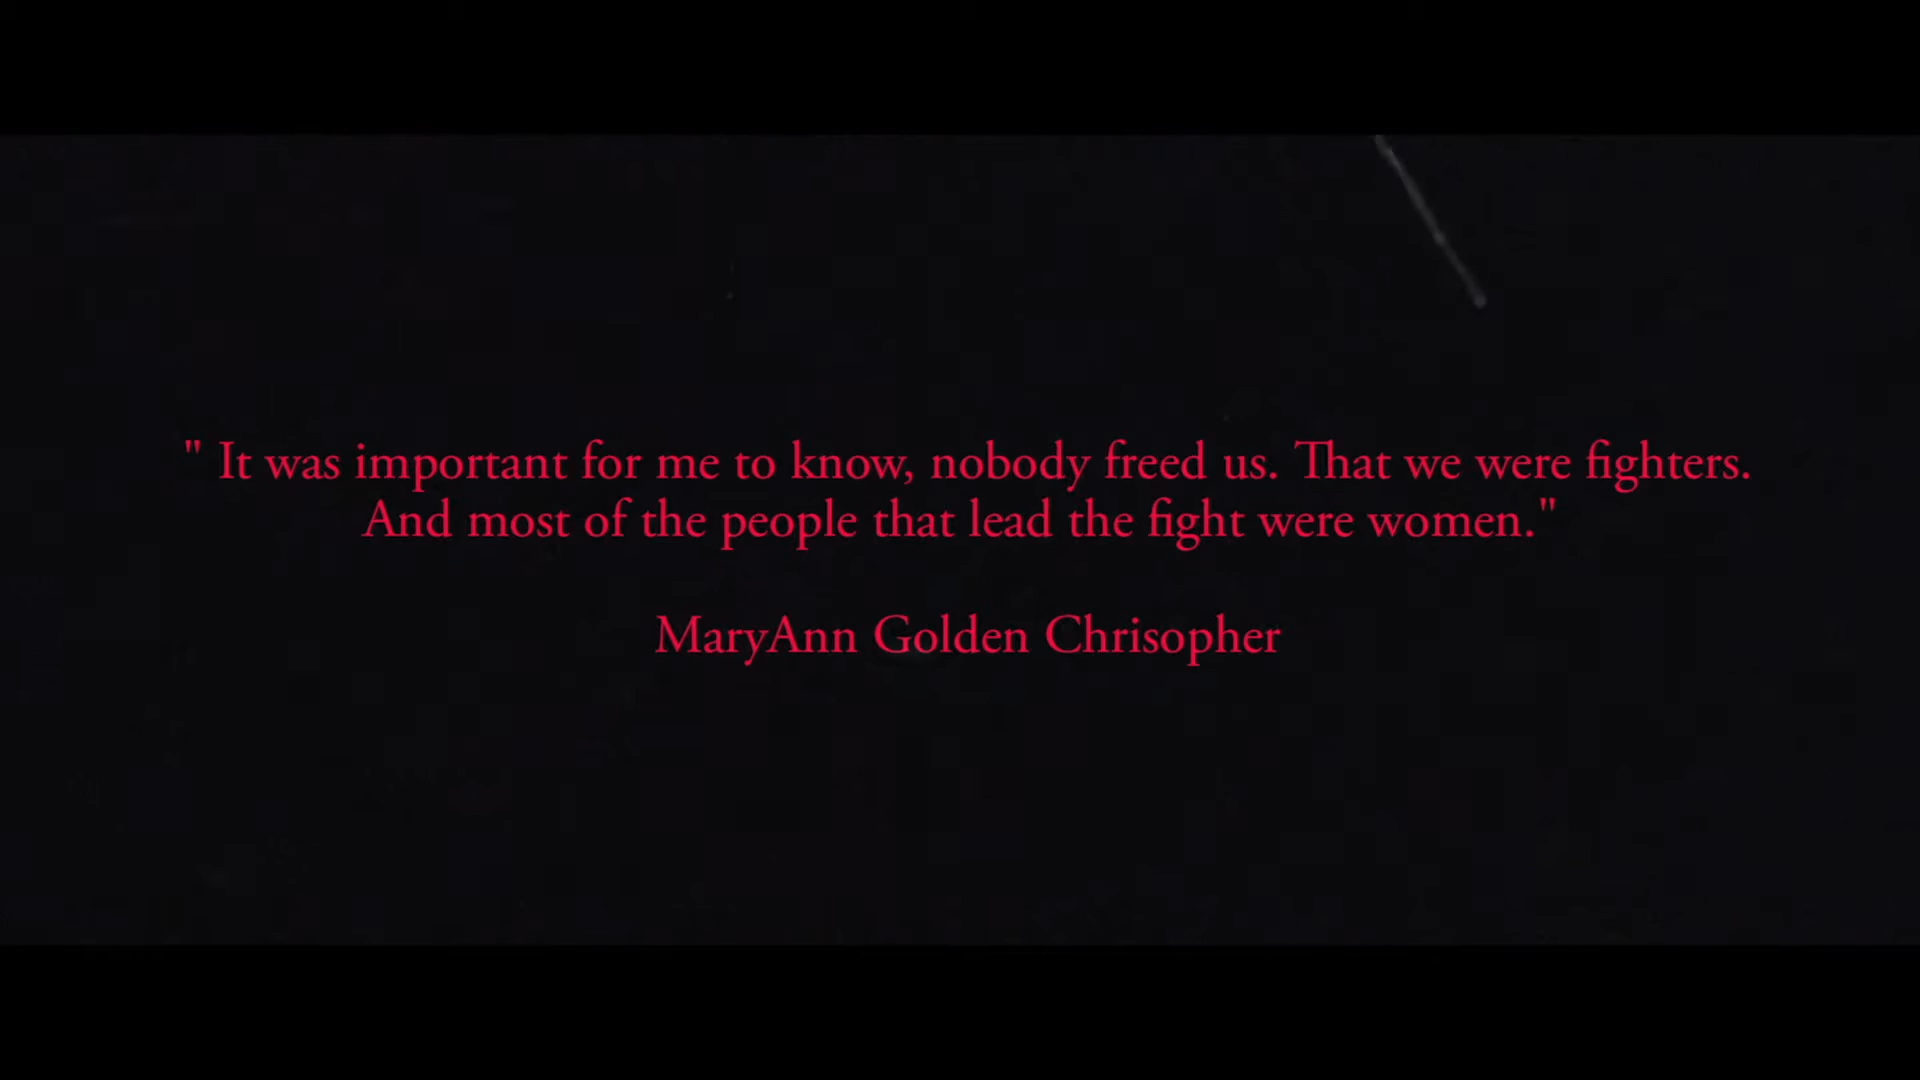 " It was important for me to know, nobody freed us. That we were fighters.
And most of the people that lead the fight were women."
MaryAnn Golden Chrisopher